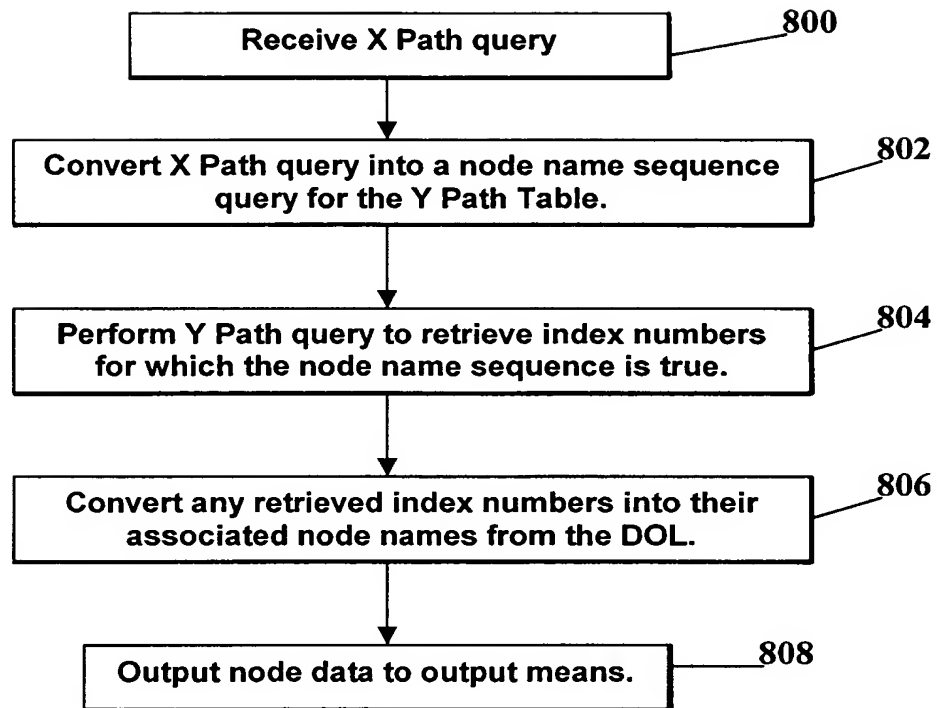 Receive X Path query
800
Convert X Path query into a node name sequence
query for the Y Path Table.
802
Perform Y Path query to retrieve index numbers
for which the node name sequence is true.
804
Convert any retrieved index numbers into their
associated node names from the DOL.
806
Output node data to output means.
808